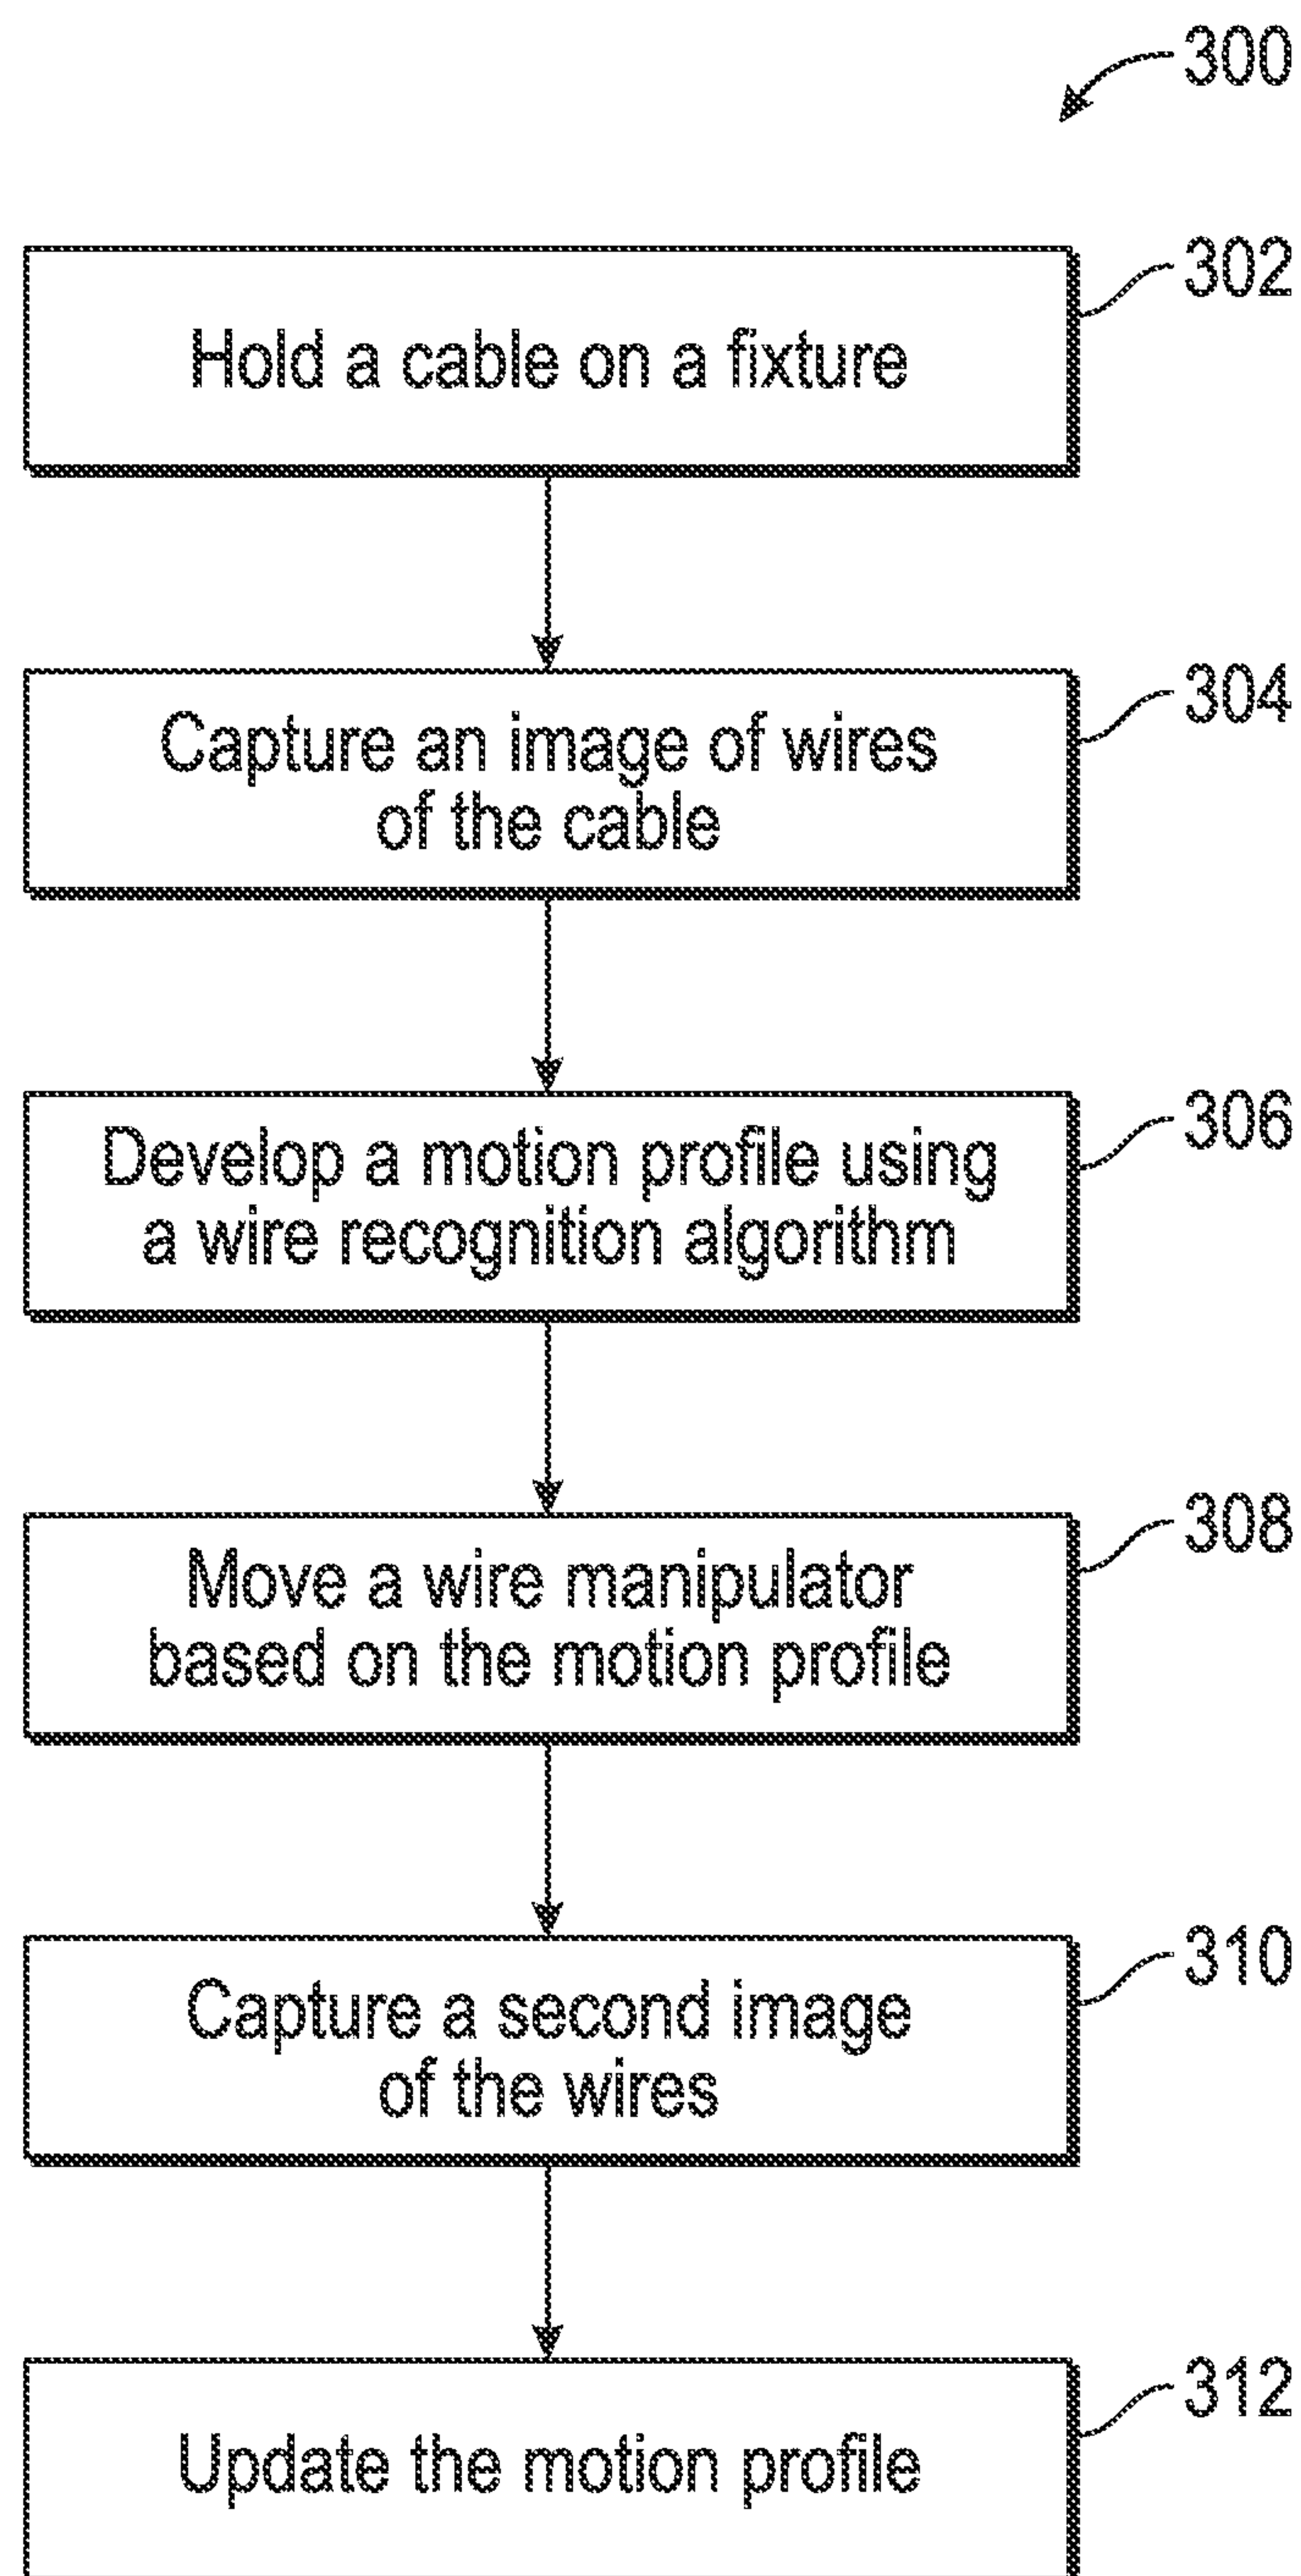 300
302
Hold a cable on a fixture
304
Capture an image of wires
of the cable
306
Develop a motion profile using
a wire recognition algorithm
308
Move a wire manipulator
based on the motion profile
310
Capture a second image
of the wires
312
Update the motion profile